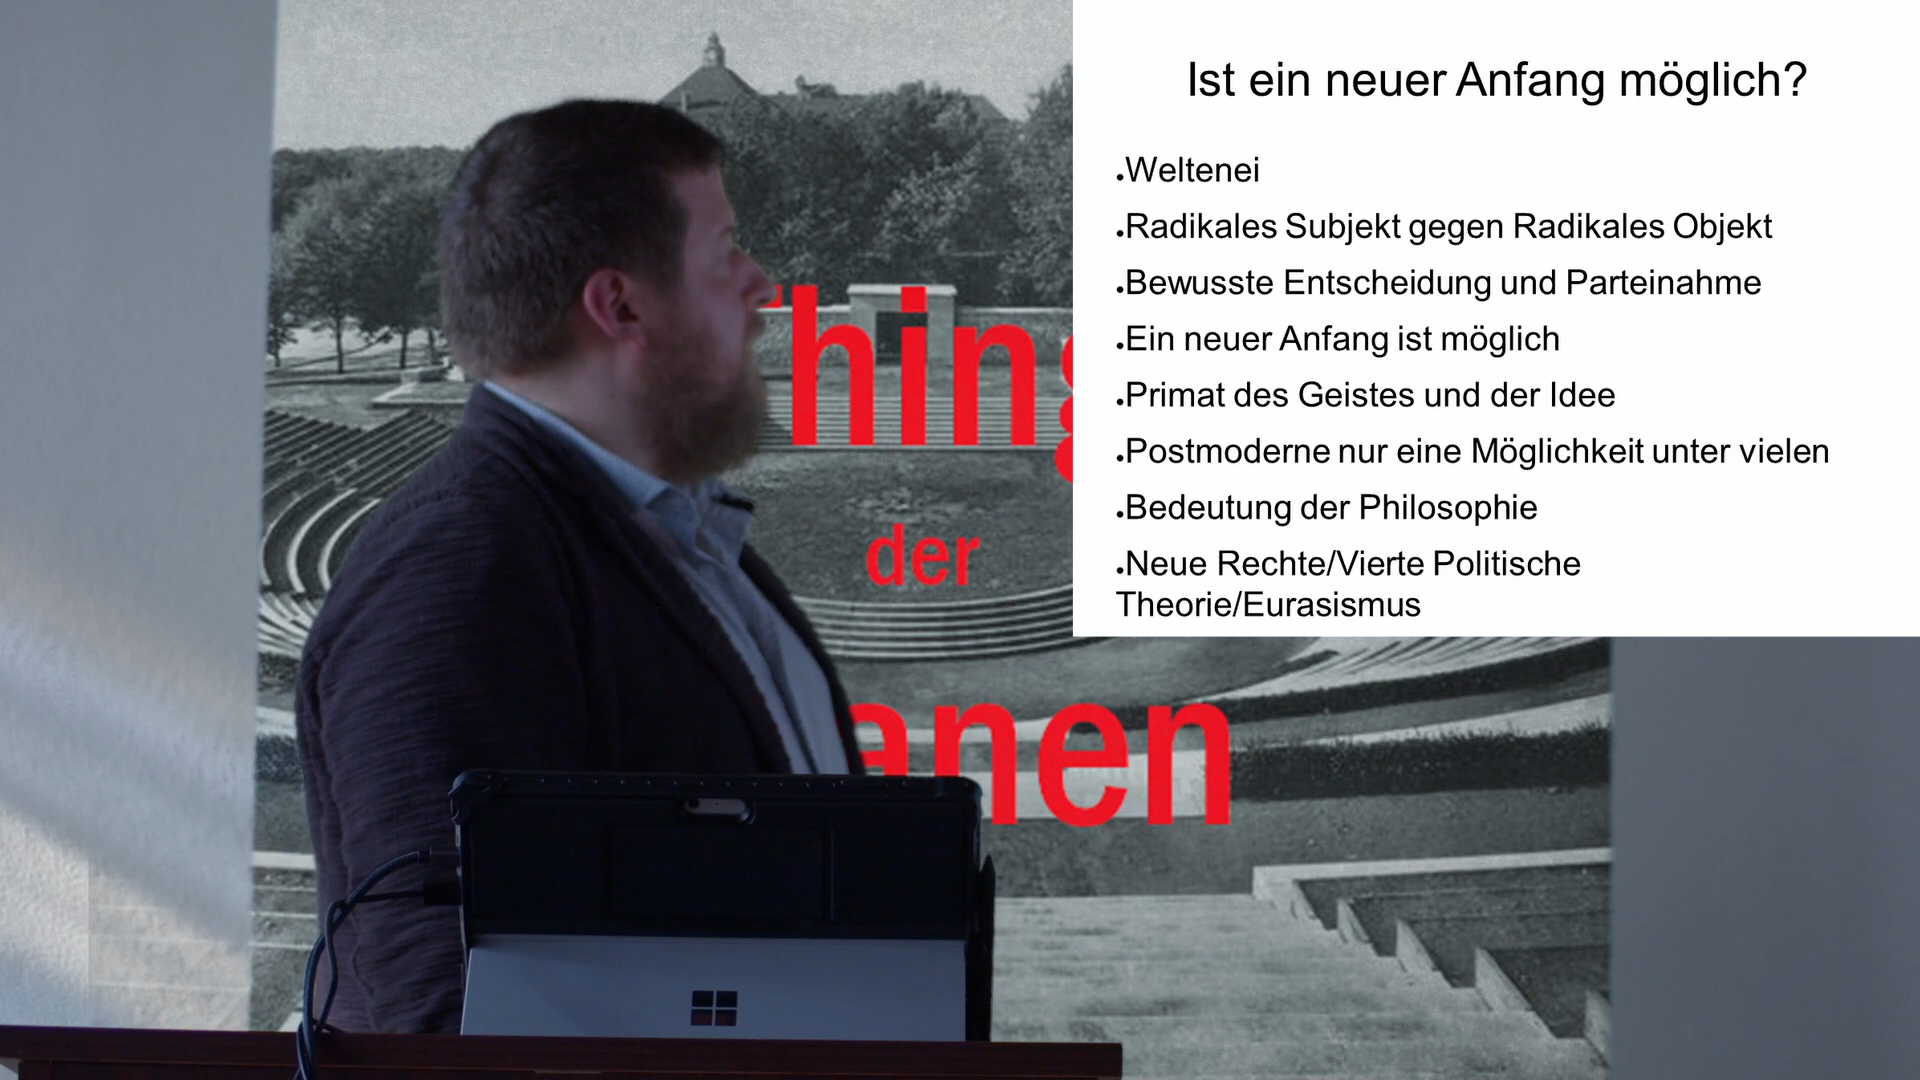 Ist ein neuer Anfang möglich?
•Weltenei
•Radikales Subjekt gegen Radikales Objekt
•Bewusste Entscheidung und Parteinahme
•Ein neuer Anfang ist möglich
•Primat des Geistes und der Idee
•Postmoderne nur eine Möglichkeit unter vielen
•Bedeutung der Philosophie
•Neue Rechte/Vierte Politische
Theorie/Eurasismus
der